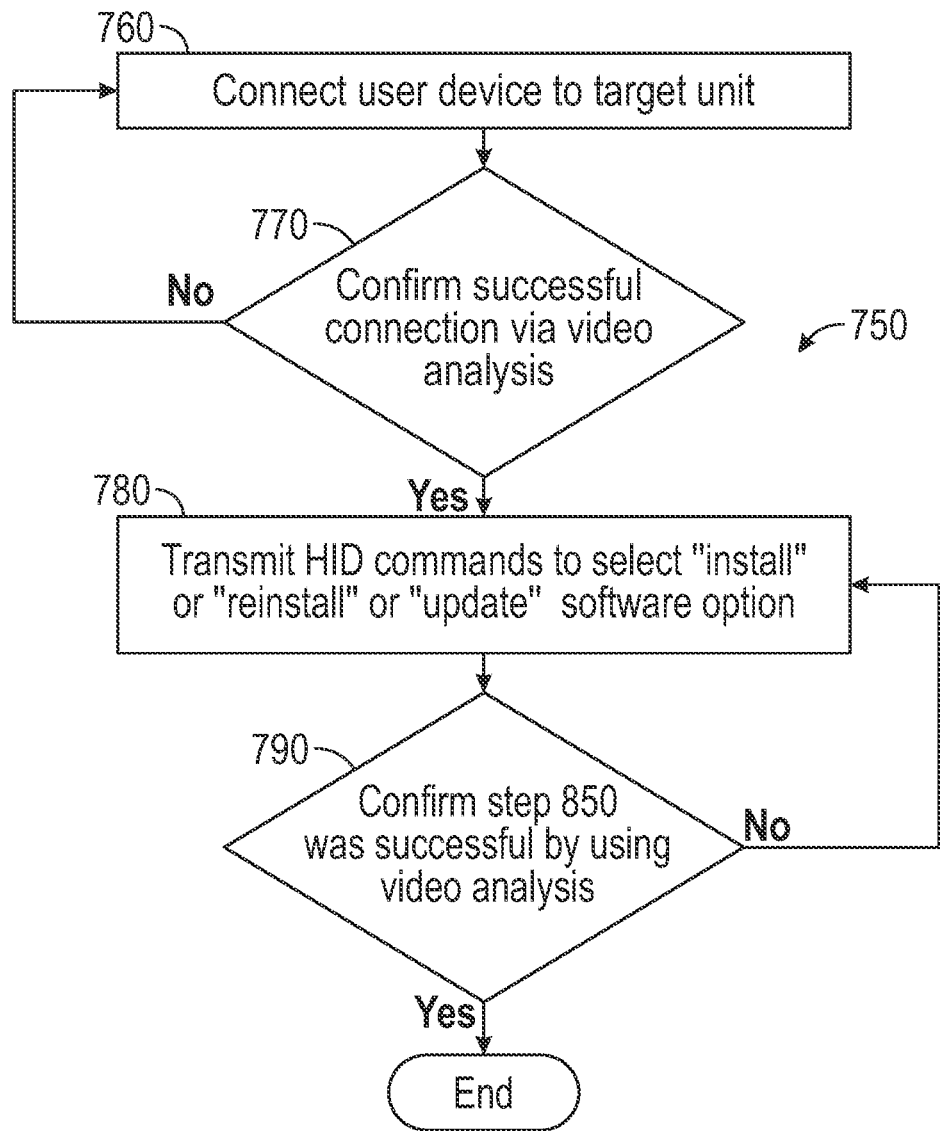 760
Connect user device to target unit
770
Confirm successful
connection via video
analysis
No
750
Yes
780
Transmit HID commands to select "install"
or "reinstall" or "update" software option
790
Confirm step 850
was successful by using
video analysis
No
Yes
End